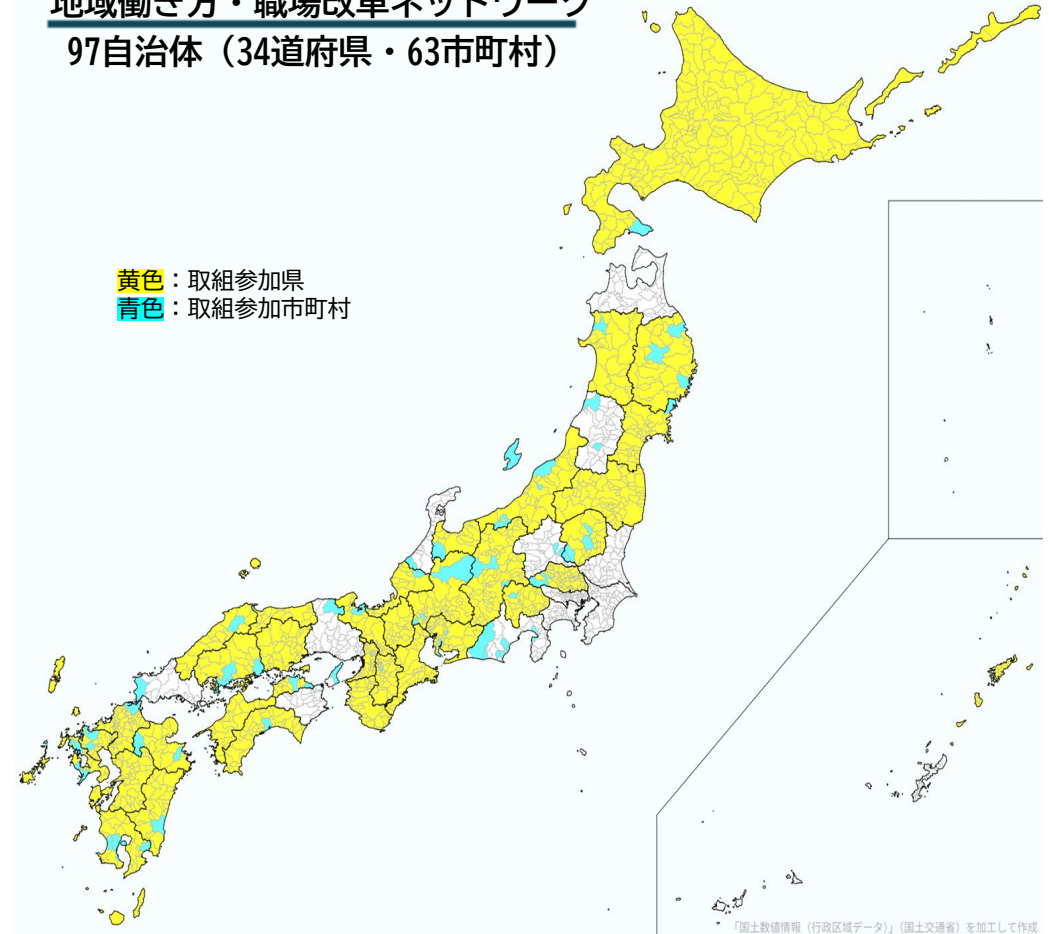 地域働き方・職場改革ネットワーク
97自治体（34道府県・63市町村）
黄色：取組参加県
青色：取組参加市町村
「国土数値情報（行政区域データ）」（国土交通省）を加工して作成